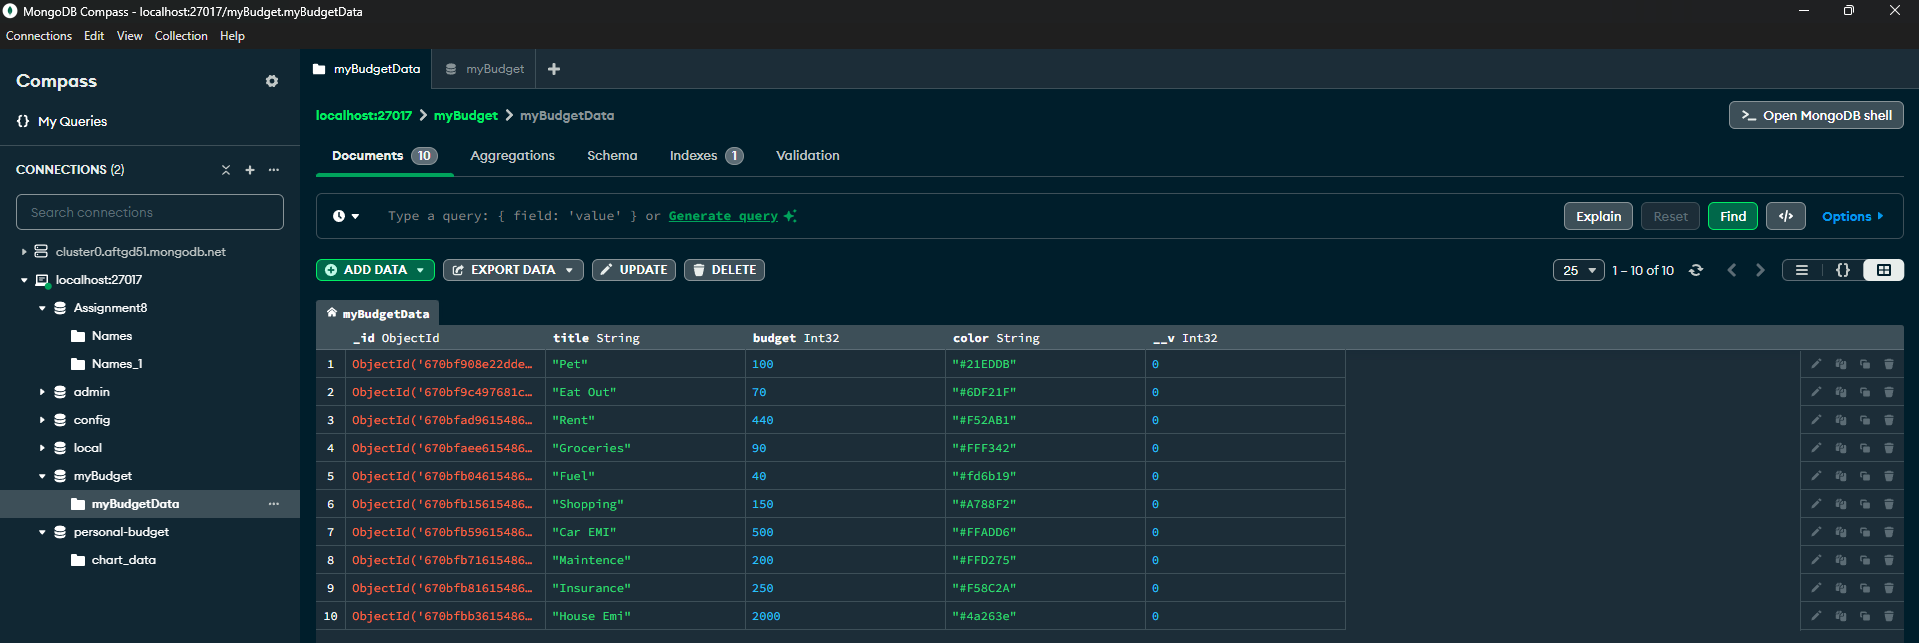 MongoDB Compass - localhost:27017/myBudget.myBudgetData
Connections Edit View Collection Help
Compass
{} My Queries
CONNECTIONS (2)
Search connections
cluster0.aftgd51.mongodb.net
localhost:27017
Assignment8
Names
Names_1
admin
config
local
myBudget
myBudgetData
personal-budget
chart_data
myBudgetData myBudget
localhost:27017 > myBudget > myBudgetData
>_ Open MongoDB shell
Documents 10 Aggregations Schema Indexes 1 Validation
Type a query: { field: 'value' } or Generate query
Explain Reset Find </> Options
ADD DATA EXPORT DATA UPDATE DELETE
25 1 – 10 of 10 {}
myBudgetData
_id ObjectId title String budget Int32 color String __v Int32
1 ObjectId('670bf908e22dde… "Pet" 100 "#21EDDB" 0
2 ObjectId('670bf9c497681c… "Eat Out" 70 "#6DF21F" 0
3 ObjectId('670bfad9615486… "Rent" 440 "#F52AB1" 0
4 ObjectId('670bfaee615486… "Groceries" 90 "#FFF342" 0
5 ObjectId('670bfb04615486… "Fuel" 40 "#fd6b19" 0
6 ObjectId('670bfb15615486… "Shopping" 150 "#A788F2" 0
7 ObjectId('670bfb59615486… "Car EMI" 500 "#FFADD6" 0
8 ObjectId('670bfb71615486… "Maintence" 200 "#FFD275" 0
9 ObjectId('670bfb81615486… "Insurance" 250 "#F58C2A" 0
10 ObjectId('670bfbb3615486… "House Emi" 2000 "#4a263e" 0